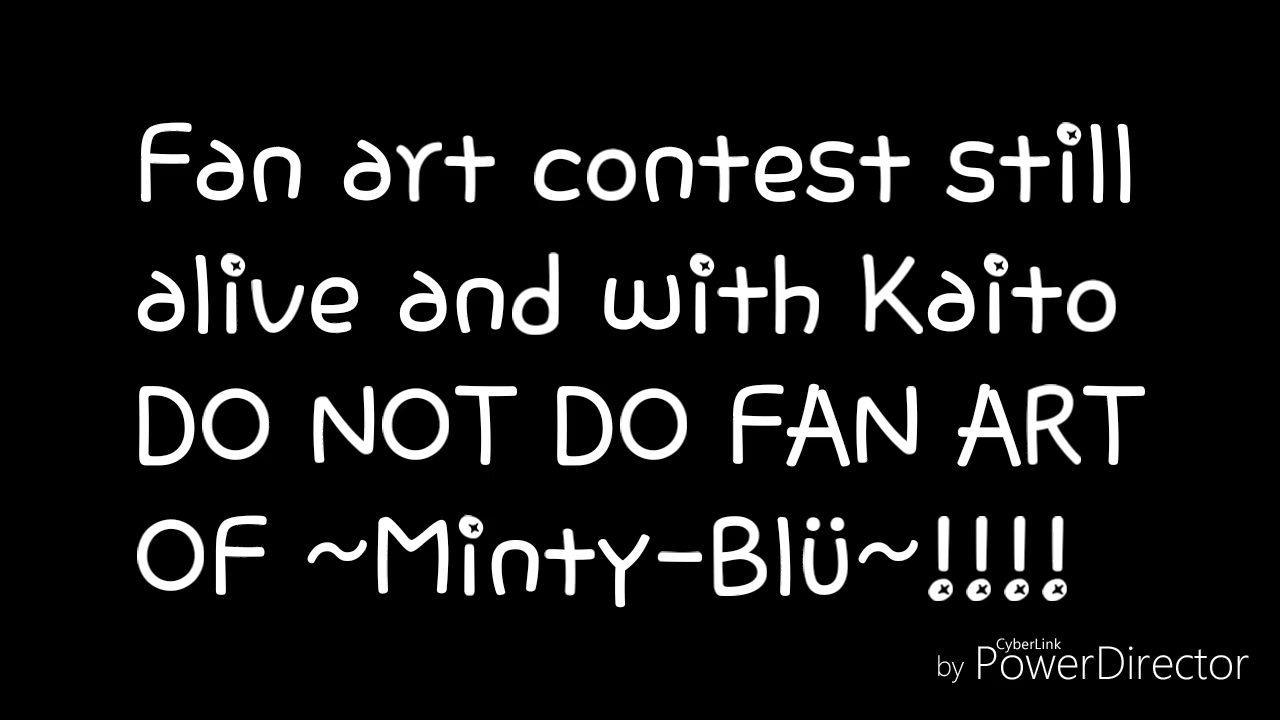 Fan art contest still
alive and with Kaito
DO NOT DO FAN ART
OF ~Minty-Blü~!!!!
CyberLink
by PowerDirector